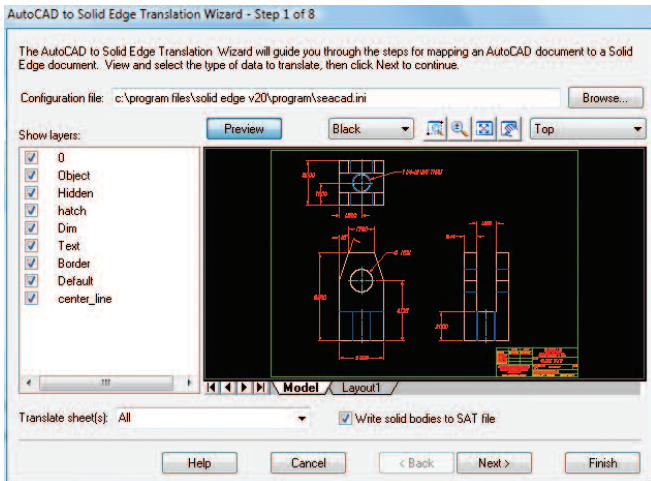 AutoCAD to Solid Edge Translation Wizard - Step 1 of 8
The AutoCAD to Solid Edge Translation Wizard will guide you through the steps for mapping an AutoCAD document to a Solid
Edge document. View and select the type of data to translate, then click Next to continue.
Configuration file: c:\program files\solid edge v20\program\seacad.ini Browse...
Show layers: Preview Black Top
0
Object
Hidden
hatch
Dim
Text
Border
Default
center_line
Model Layout1
Translate sheet(s): All Write solid bodies to SAT file
Help Cancel < Back Next > Finish